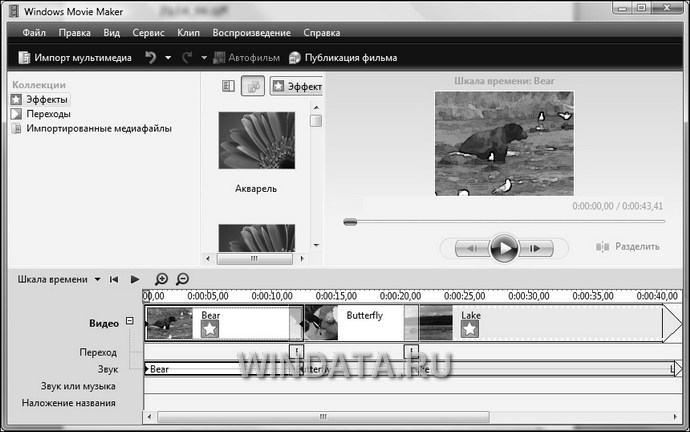 Windows Movie Maker
Файл Правка Вид Сервис Клип Воспроизведение Справка
Импорт мультимедиа Автофильм Публикация фильма
Коллекции
Эффекты
Переходы
Импортированные медиафайлы
Эффект
Акварель
Шкала времени: Bear
0:00:00,00 / 0:00:43,41
Разделить
Шкала времени
00,00 0:00:05,00 0:00:10,00 0:00:15,00 0:00:20,00 0:00:25,00 0:00:30,00 0:00:35,00 0:00:40,00
Видео Bear Butterfly Lake
Переход
Звук Bear
WINDATA.RU
Звук или музыка
Наложение названия